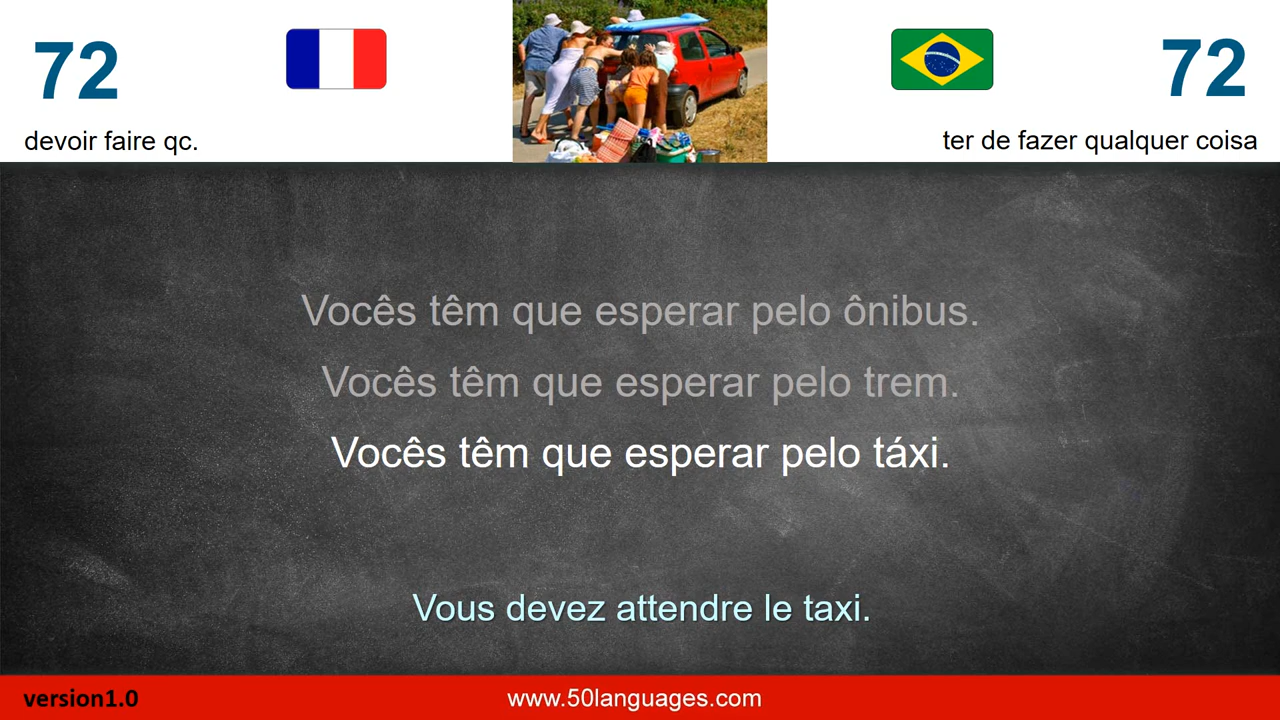 72
72
devoir faire qc.
ter de fazer qualquer coisa
Vocês têm que esperar pelo ônibus.
Vocês têm que esperar pelo trem.
Vocês têm que esperar pelo táxi.
Vous devez attendre le taxi.
version1.0
www.50languages.com